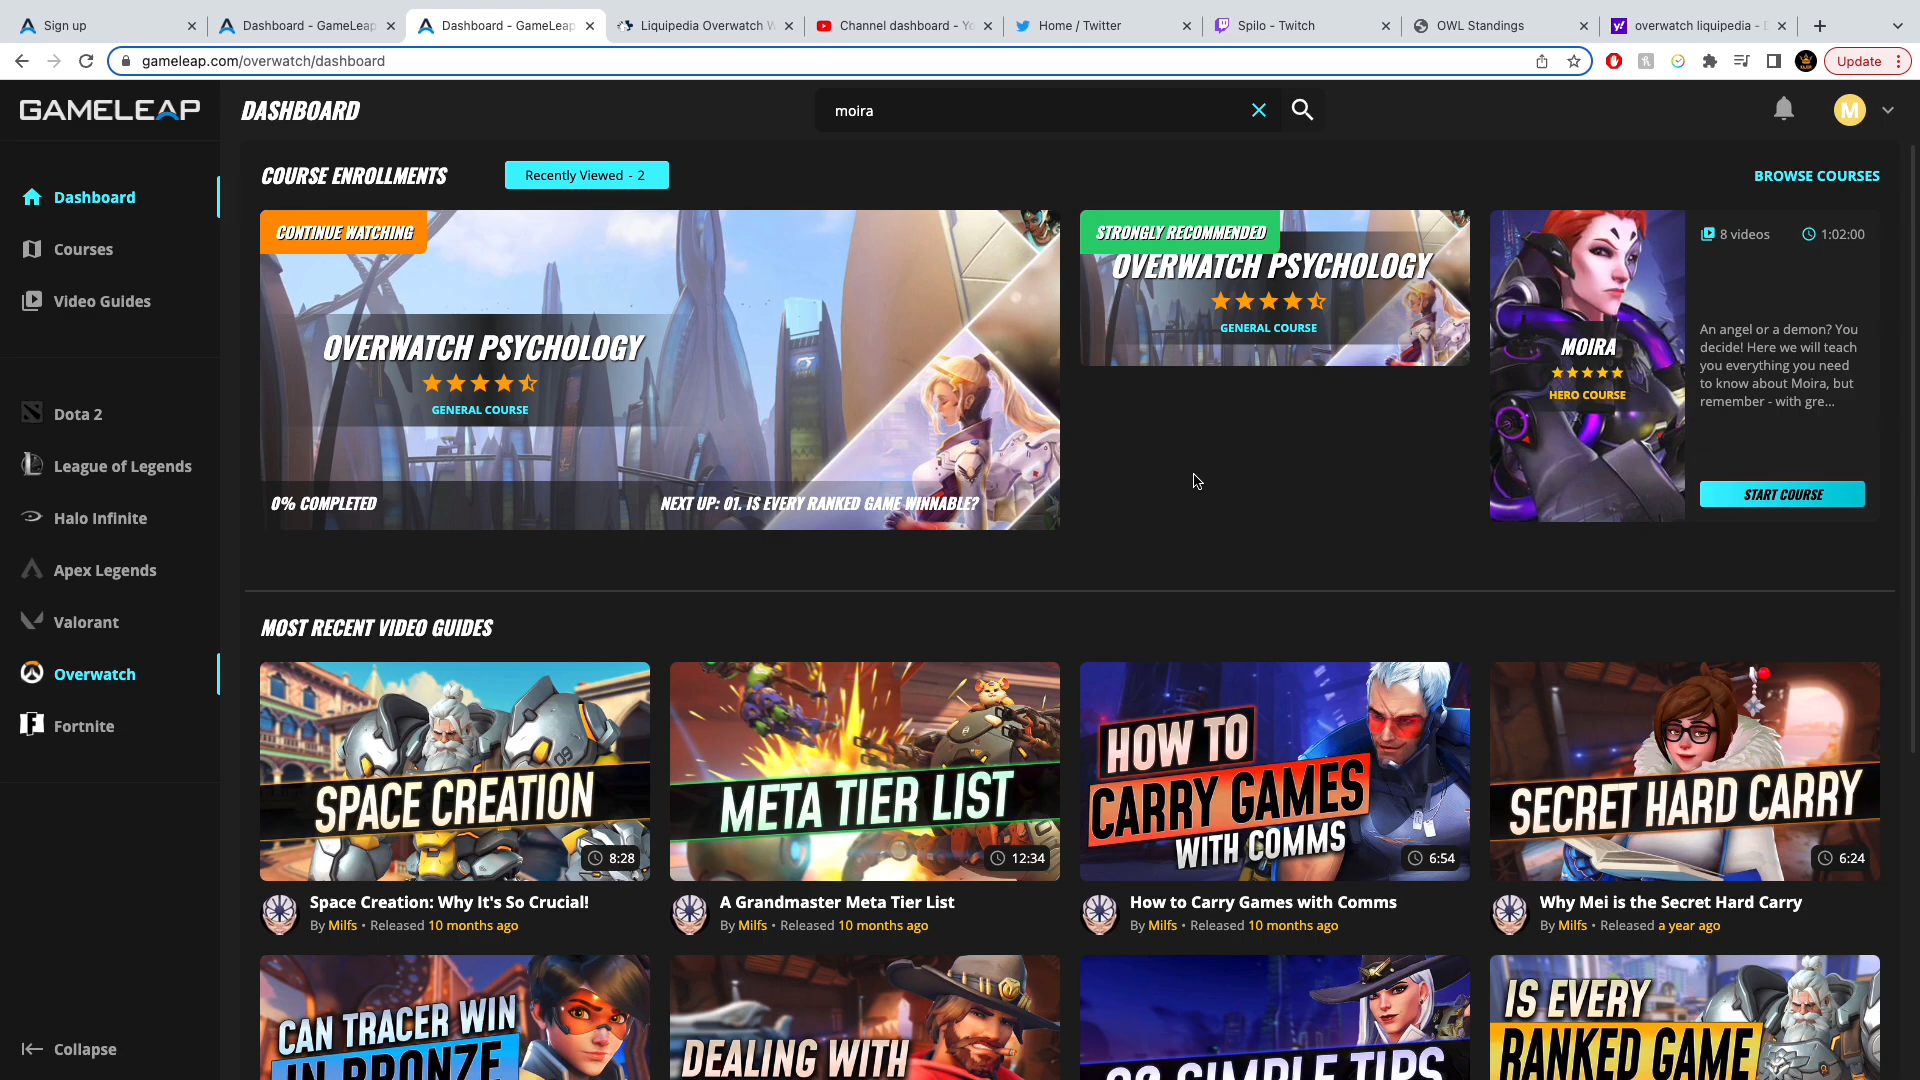 Sign up
Dashboard - GameLeap
Dashboard - GameLeap
Liquipedia Overwatch
Channel dashboard -
Home / Twitter
Spilo - Twitch
OWL Standings
overwatch liquipedia -
gameleap.com/overwatch/dashboard
Update
GAMELEAP
DASHBOARD
moira
M
Dashboard
Courses
Video Guides
Dota 2
League of Legends
Halo Infinite
Apex Legends
Valorant
Overwatch
Fortnite
Collapse
COURSE ENROLLMENTS
Recently Viewed - 2
BROWSE COURSES
CONTINUE WATCHING
OVERWATCH PSYCHOLOGY
GENERAL COURSE
0% COMPLETED
NEXT UP: 01. IS EVERY RANKED GAME WINNABLE?
STRONGLY RECOMMENDED
OVERWATCH PSYCHOLOGY
GENERAL COURSE
MOIRA
HERO COURSE
8 videos
1:02:00
An angel or a demon? You
decide! Here we will teach
you everything you need
to know about Moira, but
remember - with gre...
START COURSE
MOST RECENT VIDEO GUIDES
SPACE CREATION
8:28
Space Creation: Why It's So Crucial!
By Milfs • Released 10 months ago
META TIER LIST
12:34
A Grandmaster Meta Tier List
By Milfs • Released 10 months ago
HOW TO
CARRY GAMES
WITH COMMS
6:54
How to Carry Games with Comms
By Milfs • Released 10 months ago
SECRET HARD CARRY
6:24
Why Mei is the Secret Hard Carry
By Milfs • Released a year ago
CAN TRACER WIN
IN BRONZE
DEALING WITH
SIMPLE TIPS
IS EVERY
RANKED GAME